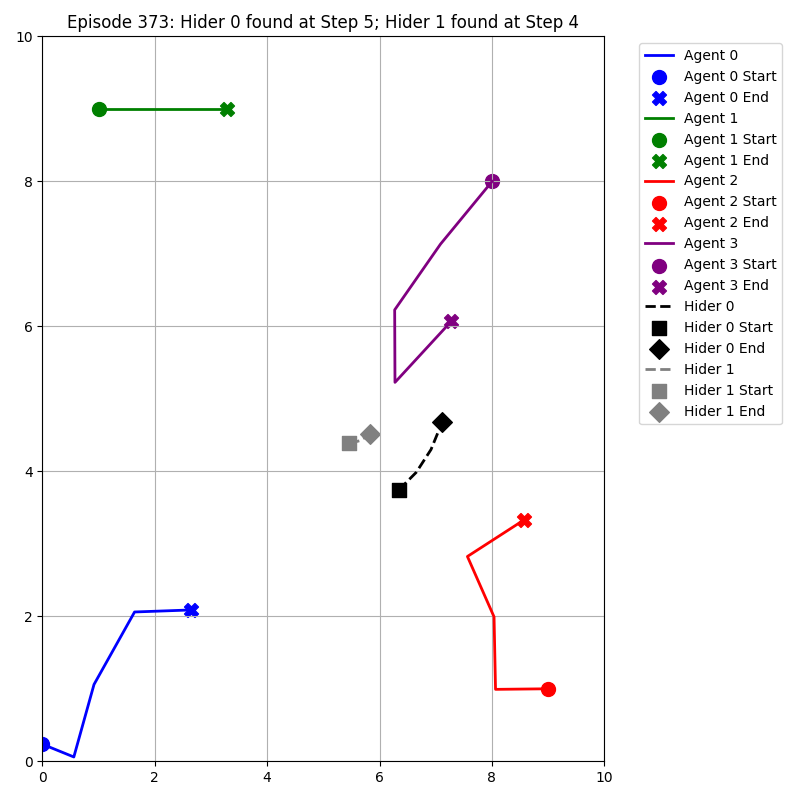 Episode 373: Hider 0 found at Step 5; Hider 1 found at Step 4
10
8
6
4
2
0
0 2 4 6 8 10
Agent 0
Agent 0 Start
Agent 0 End
Agent 1
Agent 1 Start
Agent 1 End
Agent 2
Agent 2 Start
Agent 2 End
Agent 3
Agent 3 Start
Agent 3 End
Hider 0
Hider 0 Start
Hider 0 End
Hider 1
Hider 1 Start
Hider 1 End